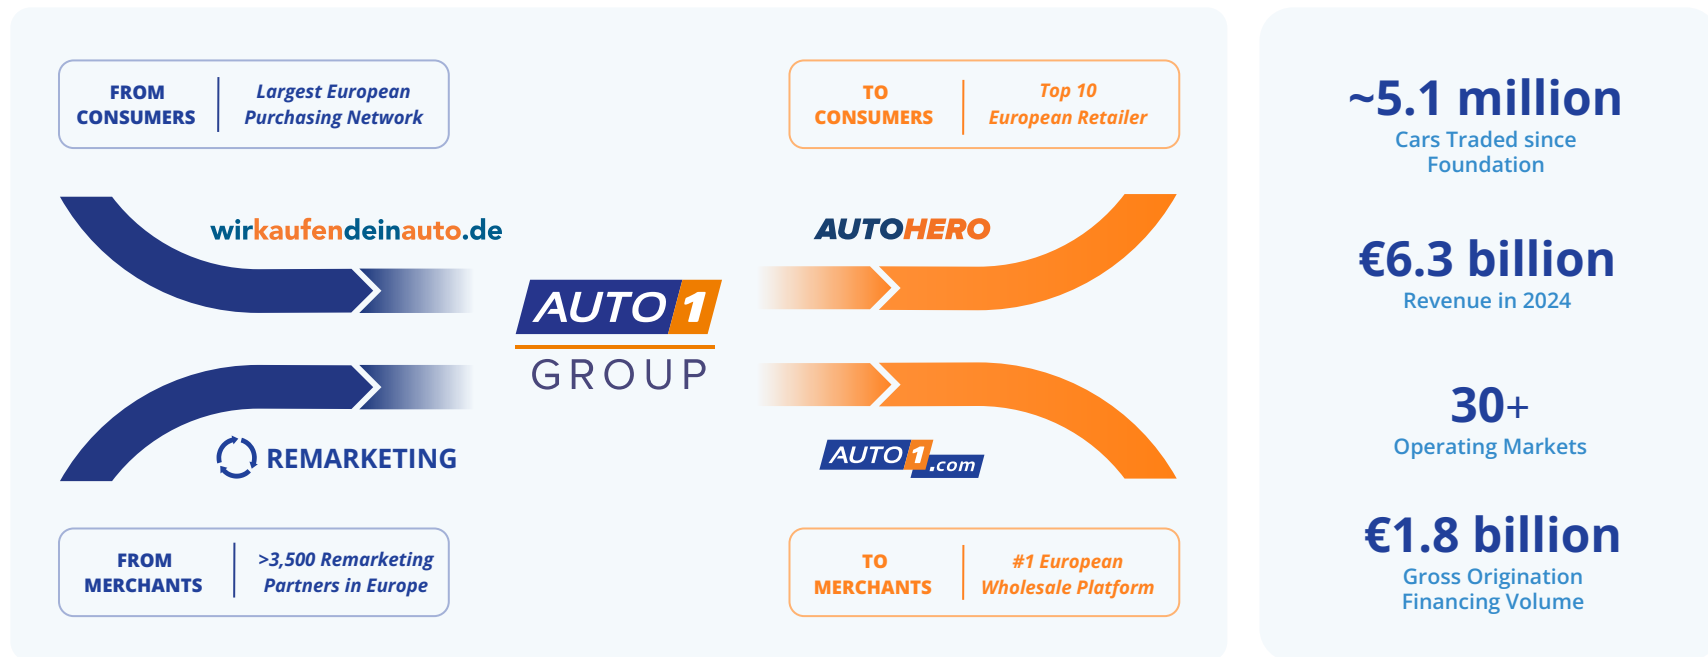 FROM
CONSUMERS
Largest European
Purchasing Network
TO
CONSUMERS
Top 10
European Retailer
wirkaufendeinauto.de
AUTOHERO
AUTO1
GROUP
REMARKETING
AUTO1.com
FROM
MERCHANTS
>3,500 Remarketing
Partners in Europe
TO
MERCHANTS
#1 European
Wholesale Platform
~5.1 million
Cars Traded since
Foundation
€6.3 billion
Revenue in 2024
30+
Operating Markets
€1.8 billion
Gross Origination
Financing Volume